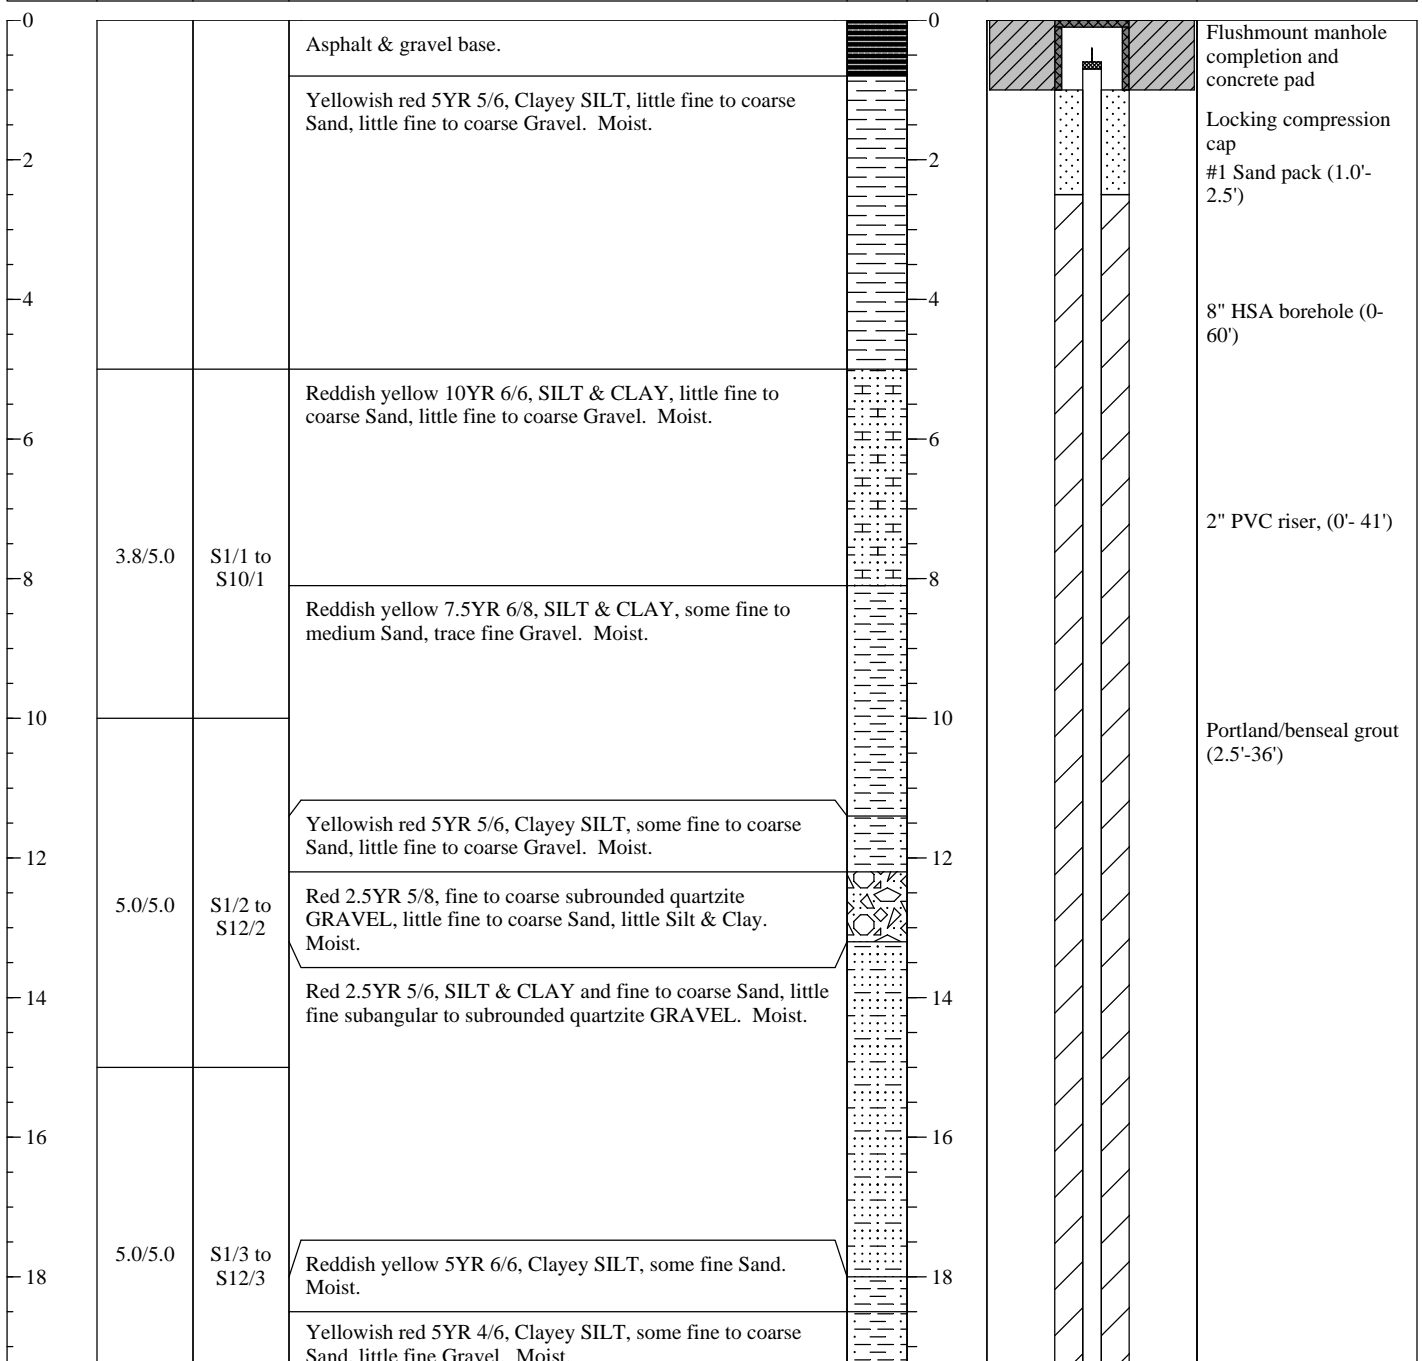 0
Asphalt & gravel base.
0
Flushmount manhole
completion and
concrete pad
Yellowish red 5YR 5/6, Clayey SILT, little fine to coarse
Sand, little fine to coarse Gravel.  Moist.
Locking compression
cap
2
2
#1 Sand pack (1.0'-
2.5')
4
4
8" HSA borehole (0-
60')
Reddish yellow 10YR 6/6, SILT & CLAY, little fine to
coarse Sand, little fine to coarse Gravel.  Moist.
6
6
2" PVC riser, (0'- 41')
3.8/5.0
S1/1 to
S10/1
8
8
Reddish yellow 7.5YR 6/8, SILT & CLAY, some fine to
medium Sand, trace fine Gravel.  Moist.
10
10
Portland/benseal grout
(2.5'-36')
Yellowish red 5YR 5/6, Clayey SILT, some fine to coarse
Sand, little fine to coarse Gravel.  Moist.
12
12
5.0/5.0
S1/2 to
S12/2
Red 2.5YR 5/8, fine to coarse subrounded quartzite
GRAVEL, little fine to coarse Sand, little Silt & Clay.
Moist.
14
14
Red 2.5YR 5/6, SILT & CLAY and fine to coarse Sand, little
fine subangular to subrounded quartzite GRAVEL.  Moist.
16
16
5.0/5.0
S1/3 to
S12/3
18
18
Reddish yellow 5YR 6/6, Clayey SILT, some fine Sand.
Moist.
Yellowish red 5YR 4/6, Clayey SILT, some fine to coarse
Sand, little fine Gravel.  Moist